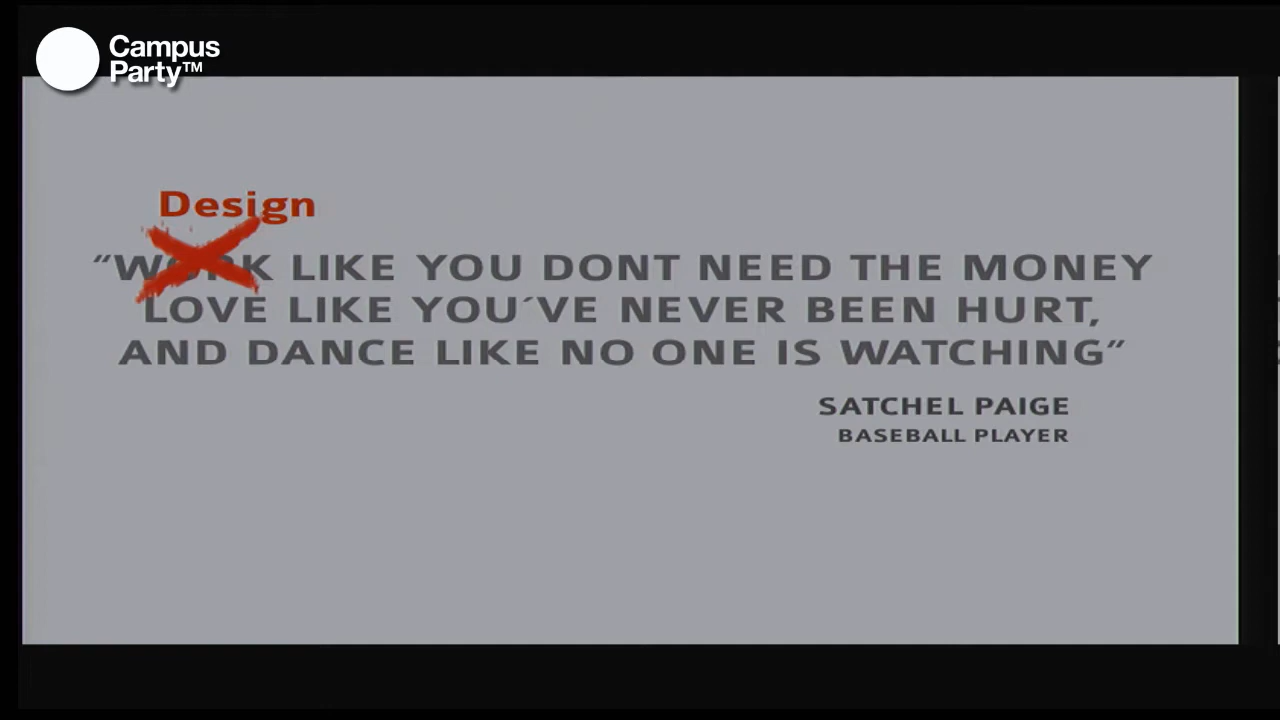 Campus
Party™
Design
"WORK LIKE YOU DONT NEED THE MONEY
LOVE LIKE YOU´VE NEVER BEEN HURT,
AND DANCE LIKE NO ONE IS WATCHING"
SATCHEL PAIGE
BASEBALL PLAYER